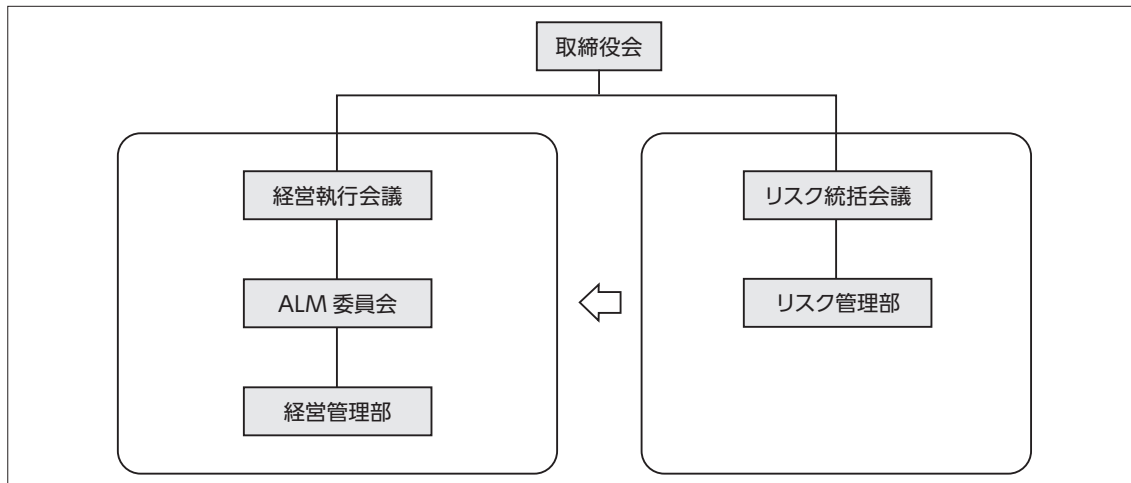 取締役会
経営執行会議
リスク統括会議
ALM 委員会
リスク管理部
経営管理部